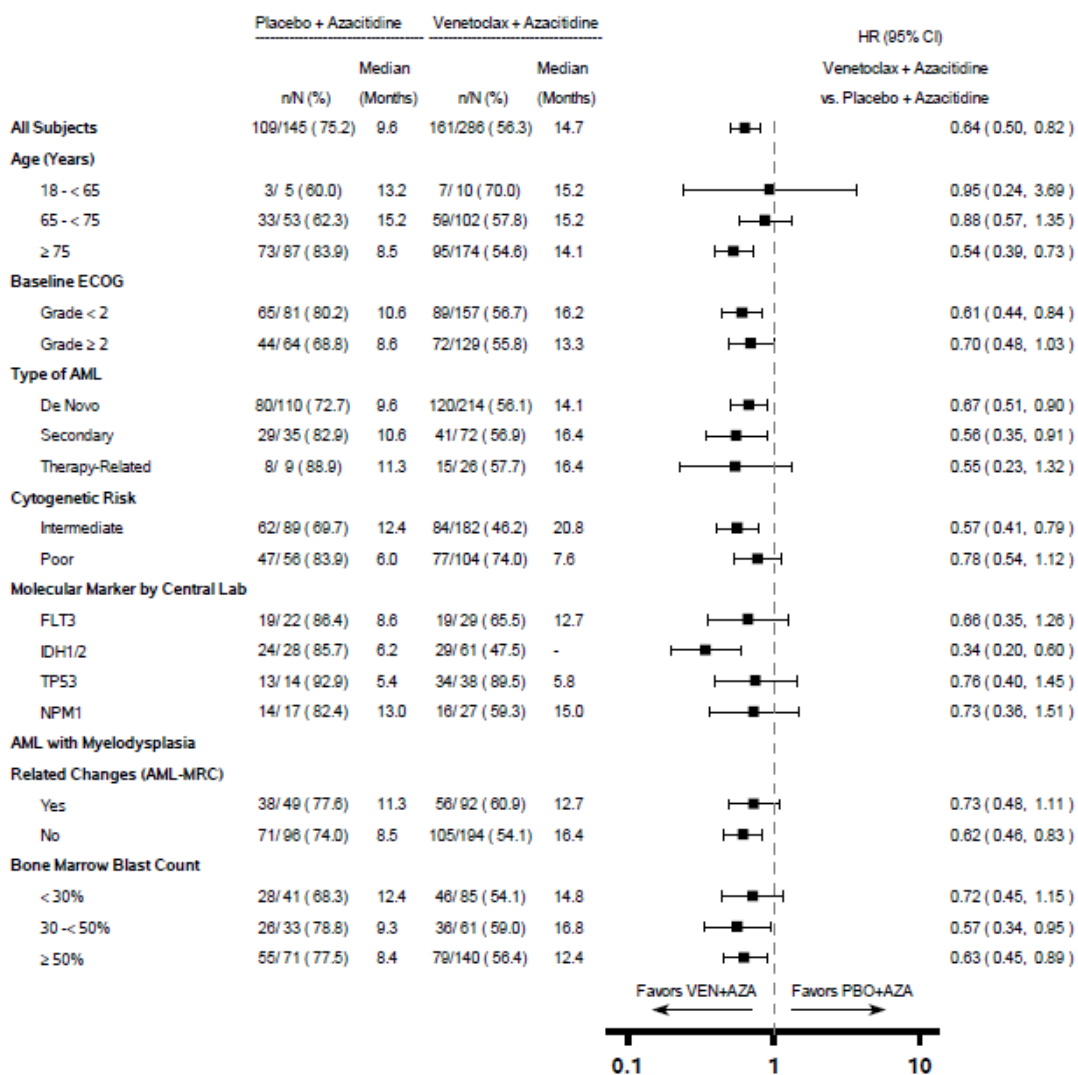 Placebo + Azacitidine Venetoclax + Azacitidine
HR (95% CI)
Median Median Venetoclax + Azacitidine
n/N (%) (Months) n/N (%) (Months) vs. Placebo + Azacitidine
All Subjects 109/145 (75.2) 9.6 161/286 ( 56.3) 14.7 0.64 ( 0.50, 0.82 )
Age (Years)
18 - < 65 3/ 5 (60.0) 13.2 7/ 10 ( 70.0) 15.2 0.95 ( 0.24, 3.69 )
65 - < 75 33/ 53 (62.3) 15.2 59/102 ( 57.8) 15.2 0.88 ( 0.57, 1.35 )
≥ 75 73/ 87 (83.9) 8.5 95/174 ( 54.6) 14.1 0.54 ( 0.39, 0.73 )
Baseline ECOG
Grade < 2 65/ 81 (80.2) 10.6 89/157 ( 56.7) 16.2 0.61 ( 0.44, 0.84 )
Grade ≥ 2 44/ 64 (68.8) 8.6 72/129 ( 55.8) 13.3 0.70 ( 0.48, 1.03 )
Type of AML
De Novo 80/110 ( 72.7) 9.6 120/214 ( 56.1) 14.1 0.67 ( 0.51, 0.90 )
Secondary 29/ 35 (82.9) 10.6 41/ 72 ( 56.9) 16.4 0.56 ( 0.35, 0.91 )
Therapy-Related 8/ 9 (88.9) 11.3 15/ 26 ( 57.7) 16.4 0.55 ( 0.23, 1.32 )
Cytogenetic Risk
Intermediate 62/ 89 (69.7) 12.4 84/182 ( 46.2) 20.8 0.57 ( 0.41, 0.79 )
Poor 47/ 56 (83.9) 6.0 77/104 ( 74.0) 7.6 0.78 ( 0.54, 1.12 )
Molecular Marker by Central Lab
FLT3 19/ 22 ( 86.4) 8.6 19/ 29 ( 65.5) 12.7 0.66 ( 0.35, 1.26 )
IDH1/2 24/ 28 ( 85.7) 6.2 29/ 61 ( 47.5) - 0.34 ( 0.20, 0.60 )
TP53 13/ 14 ( 92.9) 5.4 34/ 38 ( 89.5) 5.8 0.76 ( 0.40, 1.45 )
NPM1 14/ 17 ( 82.4) 13.0 16/ 27 ( 59.3) 15.0 0.73 ( 0.36, 1.51 )
AML with Myelodysplasia
Related Changes (AML-MRC)
Yes 38/ 49 (77.6) 11.3 56/ 92 ( 60.9) 12.7 0.73 ( 0.48, 1.11 )
No 71/ 96 (74.0) 8.5 105/194 ( 54.1) 16.4 0.62 ( 0.46, 0.83 )
Bone Marrow Blast Count
< 30% 28/ 41 ( 68.3) 12.4 46/ 85 ( 54.1) 14.8 0.72 ( 0.45, 1.15 )
30 -< 50% 26/ 33 ( 78.8) 9.3 36/ 61 ( 59.0) 16.8 0.57 ( 0.34, 0.95 )
≥ 50% 55/ 71 ( 77.5) 8.4 79/140 ( 56.4) 12.4 0.63 ( 0.45, 0.89 )
Favors VEN+AZA Favors PBO+AZA
0.1 1 10